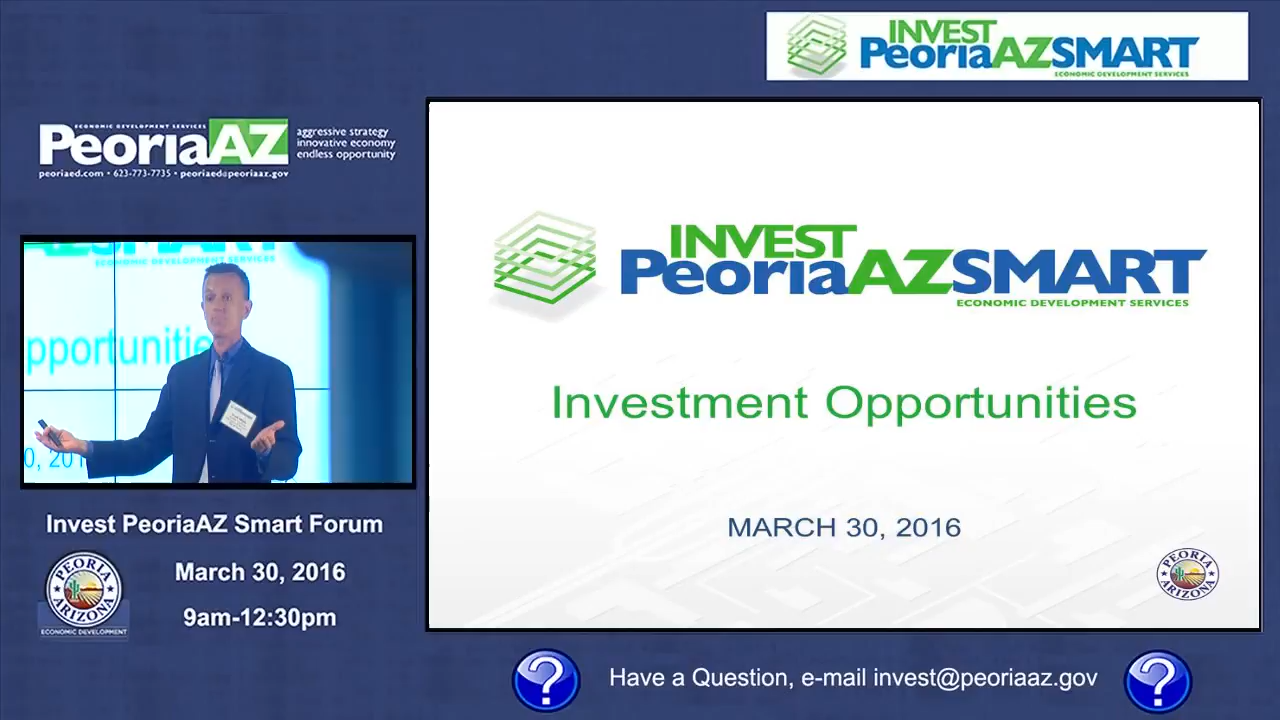 INVEST
PeoriaAZSMART
ECONOMIC DEVELOPMENT SERVICES
ECONOMIC DEVELOPMENT SERVICES
PeoriaAZ
aggressive strategy
innovative economy
endless opportunity
peoriaed.com • 623-773-7735 • peoriaed@peoriaaz.gov
INVEST
PeoriaAZSMART
ECONOMIC DEVELOPMENT SERVICES
Investment Opportunities
MARCH 30, 2016
PEORIA
ARIZONA
AZSMART
ECONOMIC DEVELOPMENT SERVICES
pportunitie
0, 201
Invest PeoriaAZ Smart Forum
March 30, 2016
9am-12:30pm
PEORIA
ARIZONA
ECONOMIC DEVELOPMENT
? Have a Question, e-mail invest@peoriaaz.gov ?